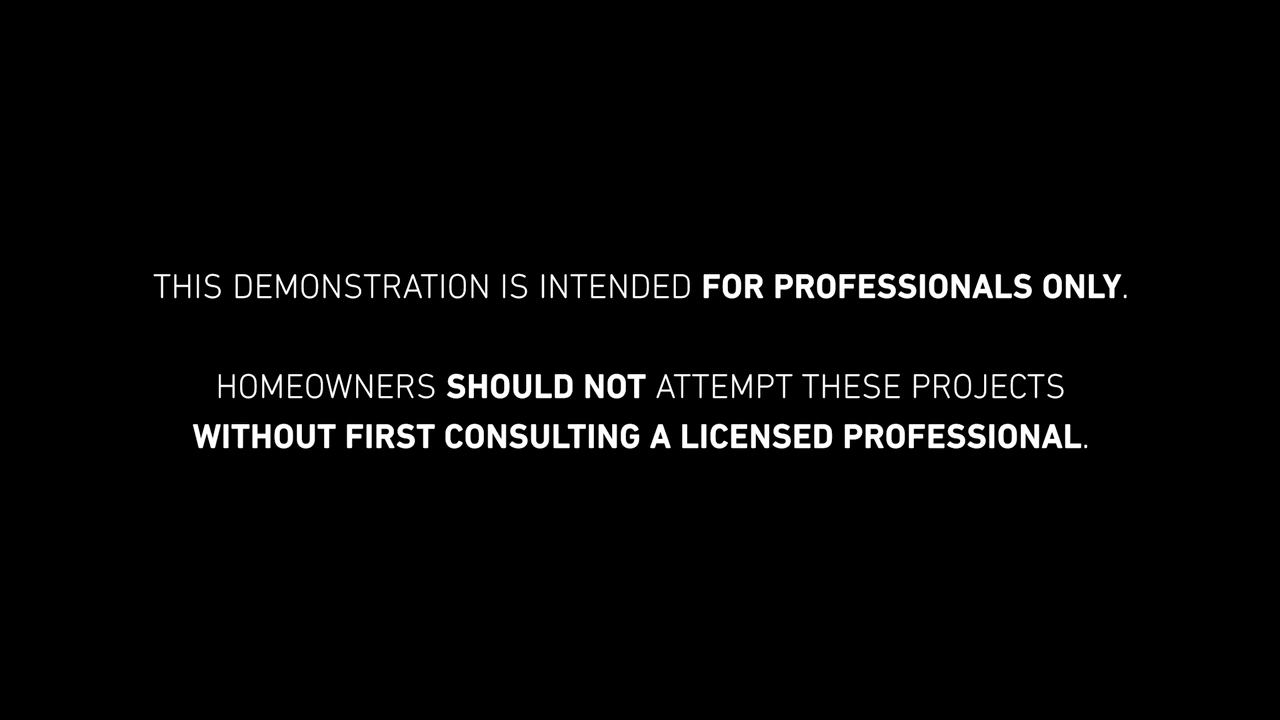 THIS DEMONSTRATION IS INTENDED FOR PROFESSIONALS ONLY.
HOMEOWNERS SHOULD NOT ATTEMPT THESE PROJECTS
WITHOUT FIRST CONSULTING A LICENSED PROFESSIONAL.